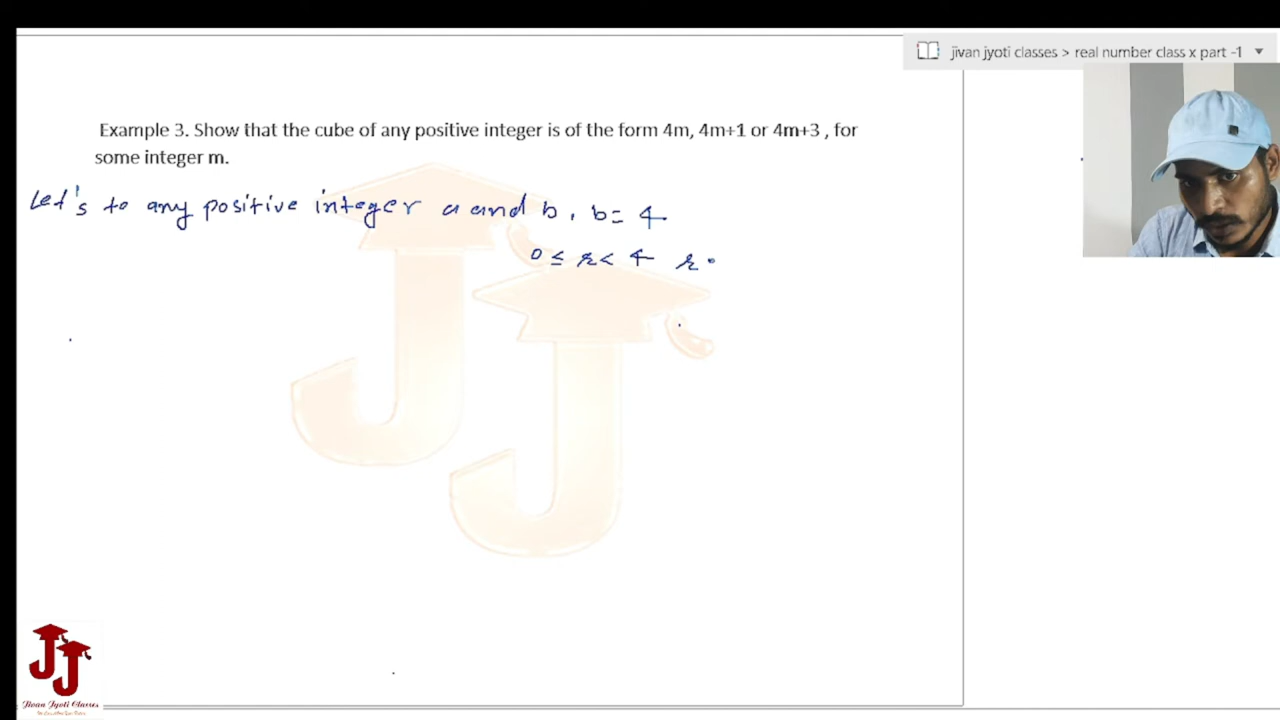 jivan jyoti classes > real number class x part -1
Example 3. Show that the cube of any positive integer is of the form 4m, 4m+1 or 4m+3 , for
some integer m.
Let's to any positive integer a and b, b= 4
0 ≤ r < 4 r
JJ
JJ
Jivan Jyoti Classes